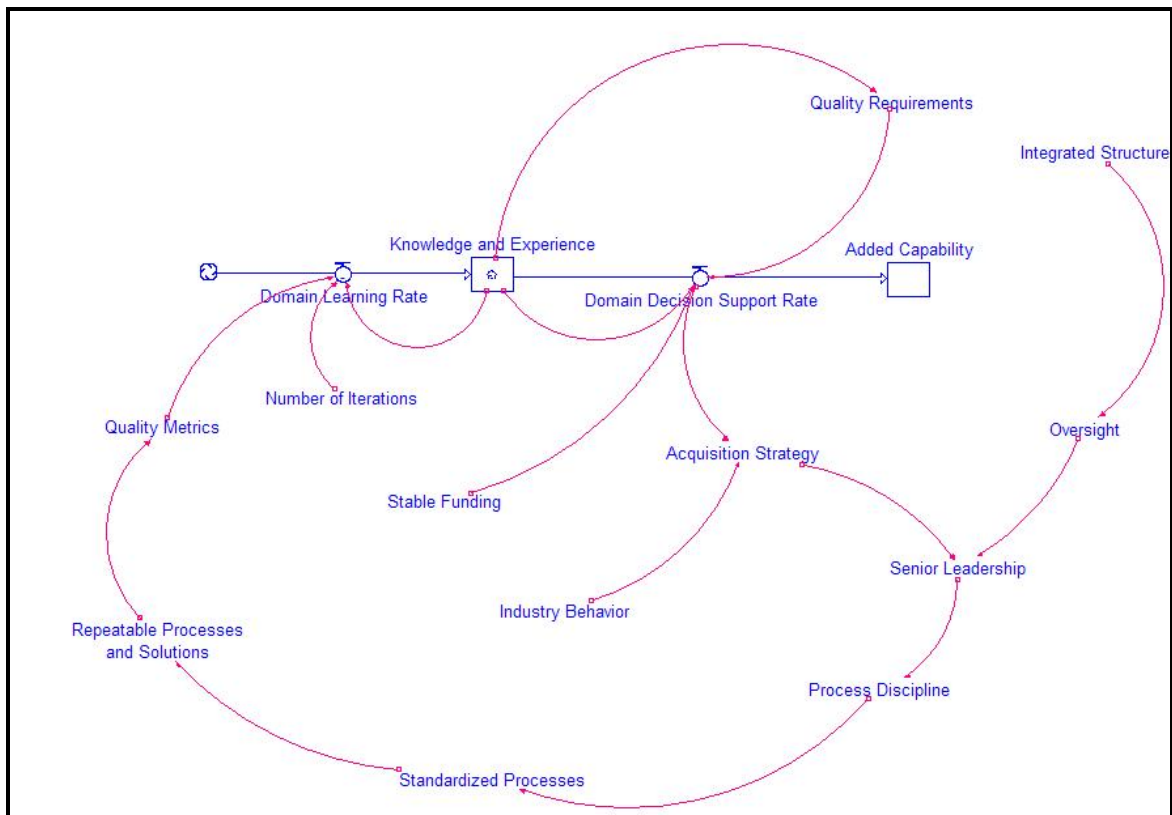 Quality Requirements
Integrated Structure
Knowledge and Experience
Added Capability
Domain Learning Rate
Domain Decision Support Rate
Number of Iterations
Quality Metrics
Oversight
Acquisition Strategy
Stable Funding
Senior Leadership
Industry Behavior
Repeatable Processes
and Solutions
Process Discipline
Standardized Processes